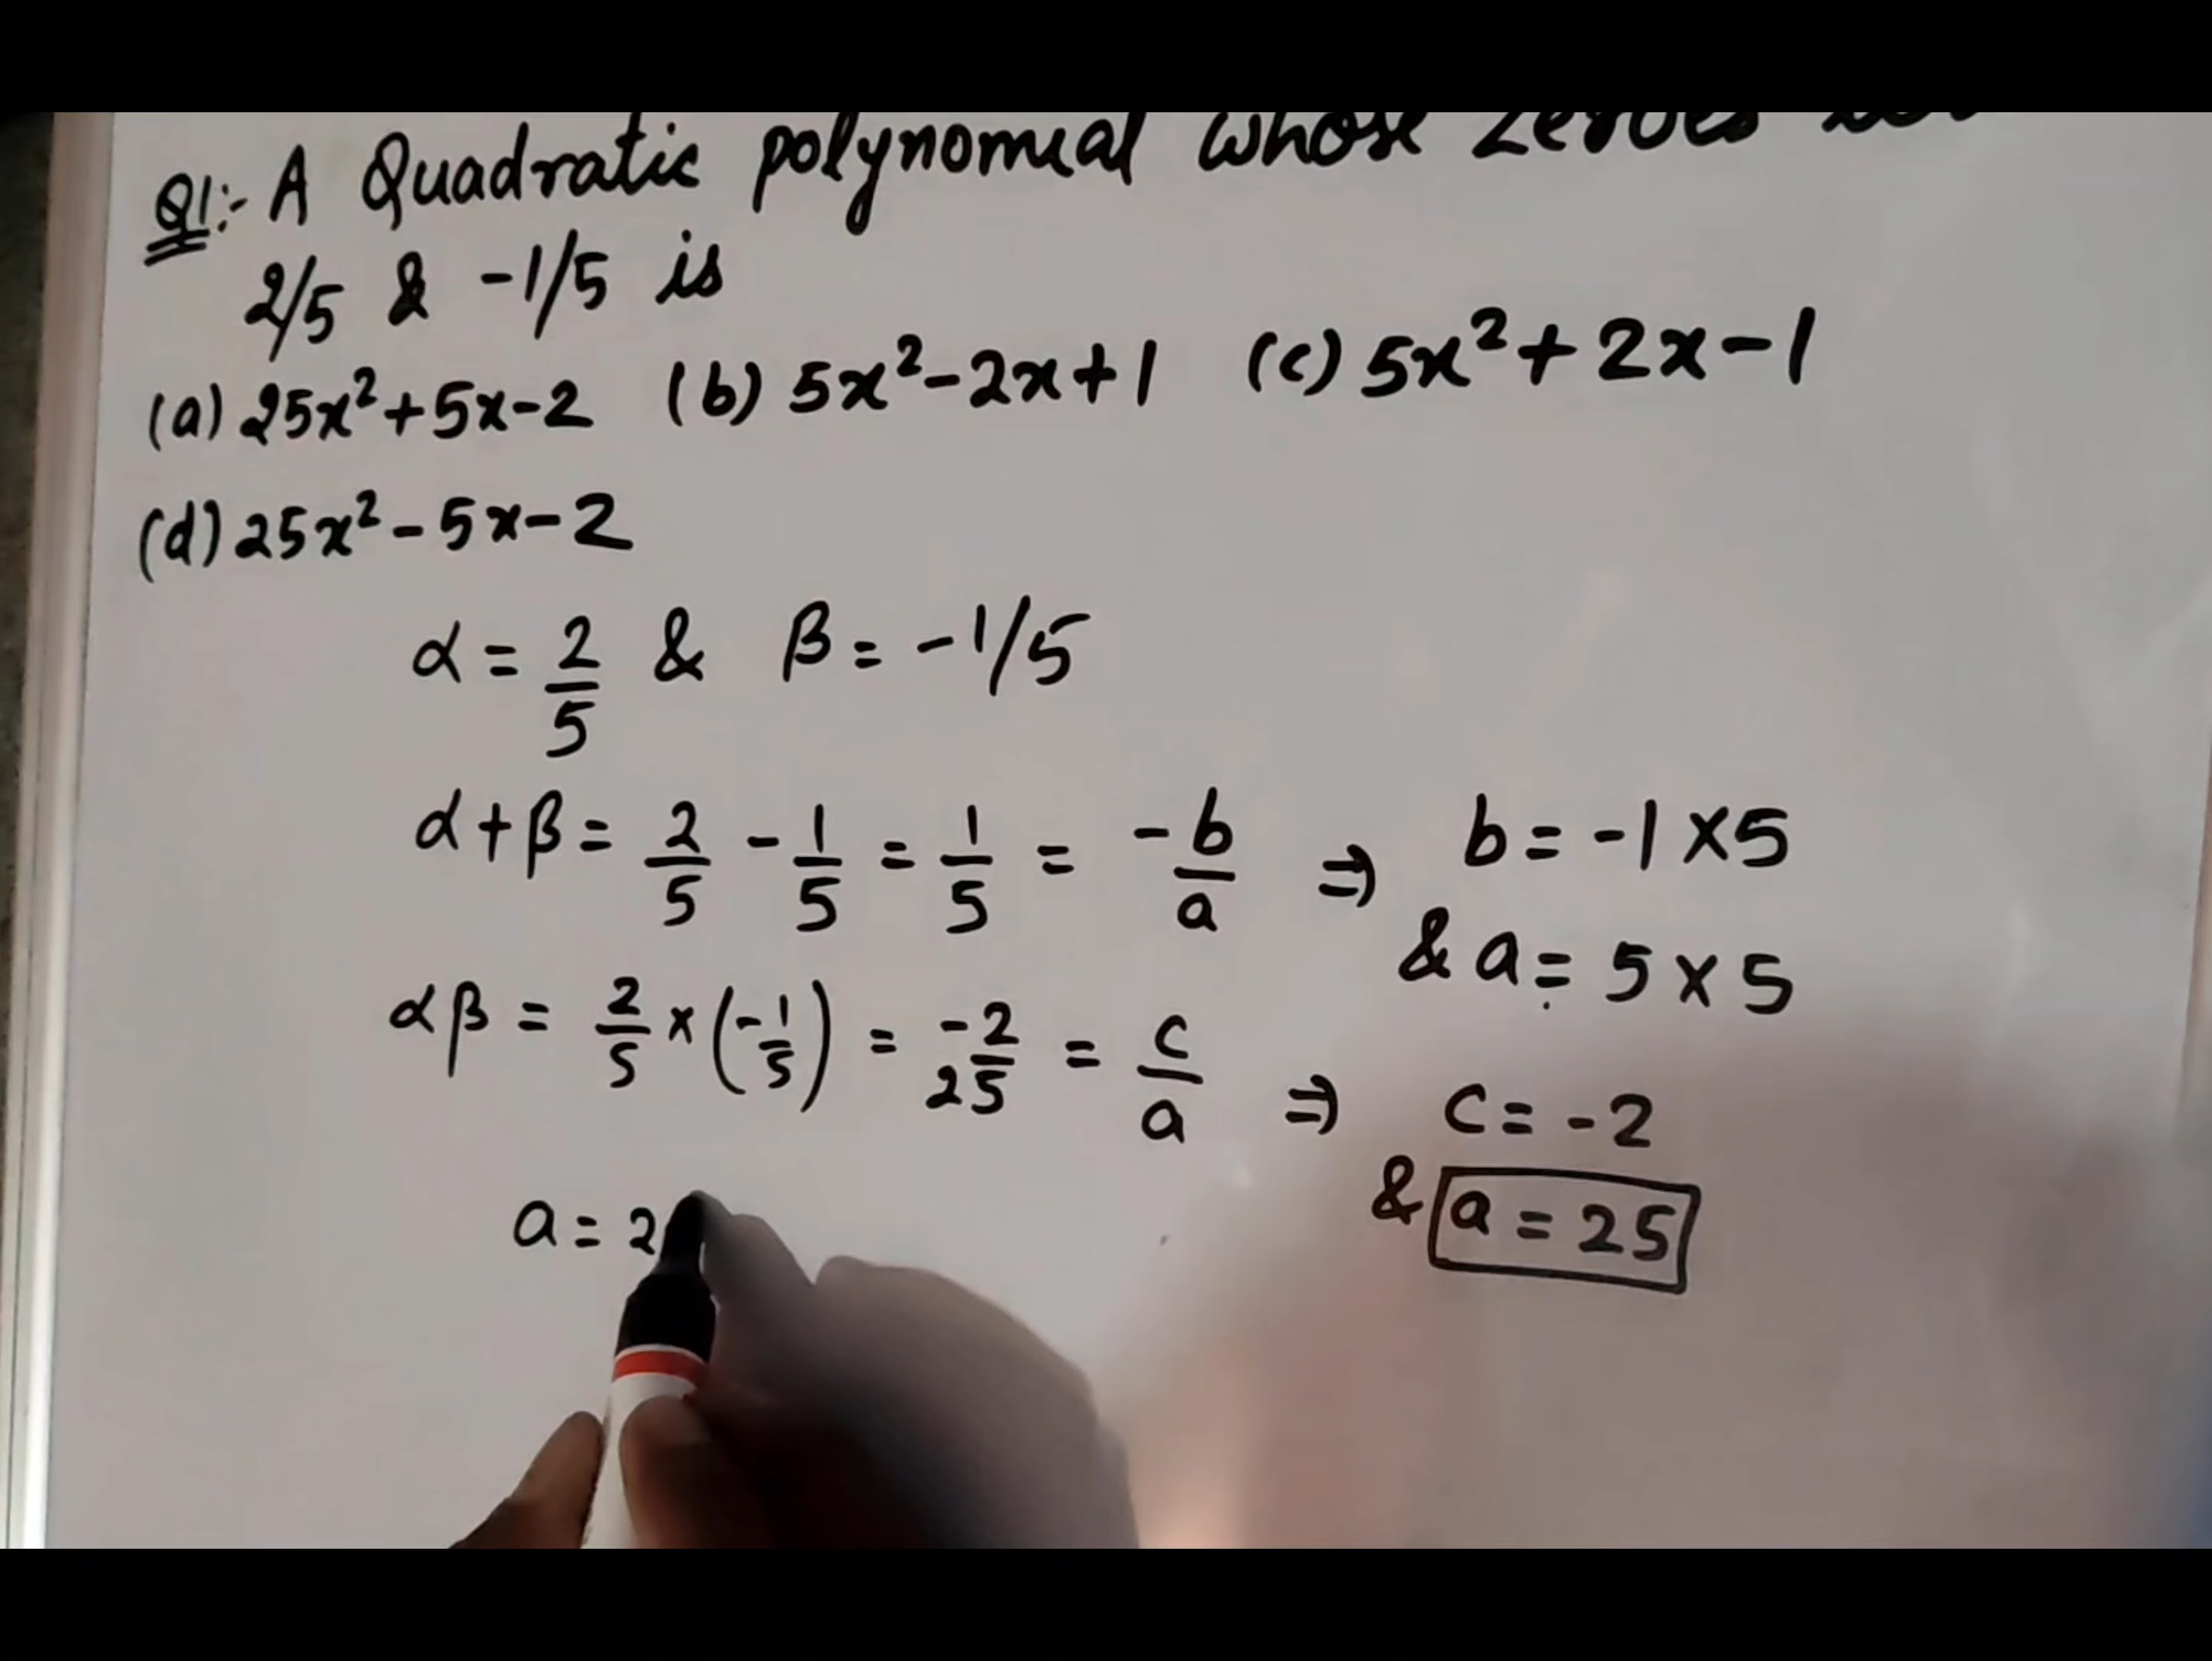 Q1:- A Quadratic polynomial whose zeroes
2/5 & -1/5 is
(a) 25x²+5x-2 (b) 5x²-2x+1 (c) 5x²+2x-1
(d) 25x²-5x-2
α = 2/5 & β = -1/5
α+β = 2/5 - 1/5 = 1/5 = -b/a ⇒ b = -1×5
& a = 5×5
αβ = 2/5 × (-1/5) = -2/25 = c/a ⇒ c = -2
& a = 25
a = 2